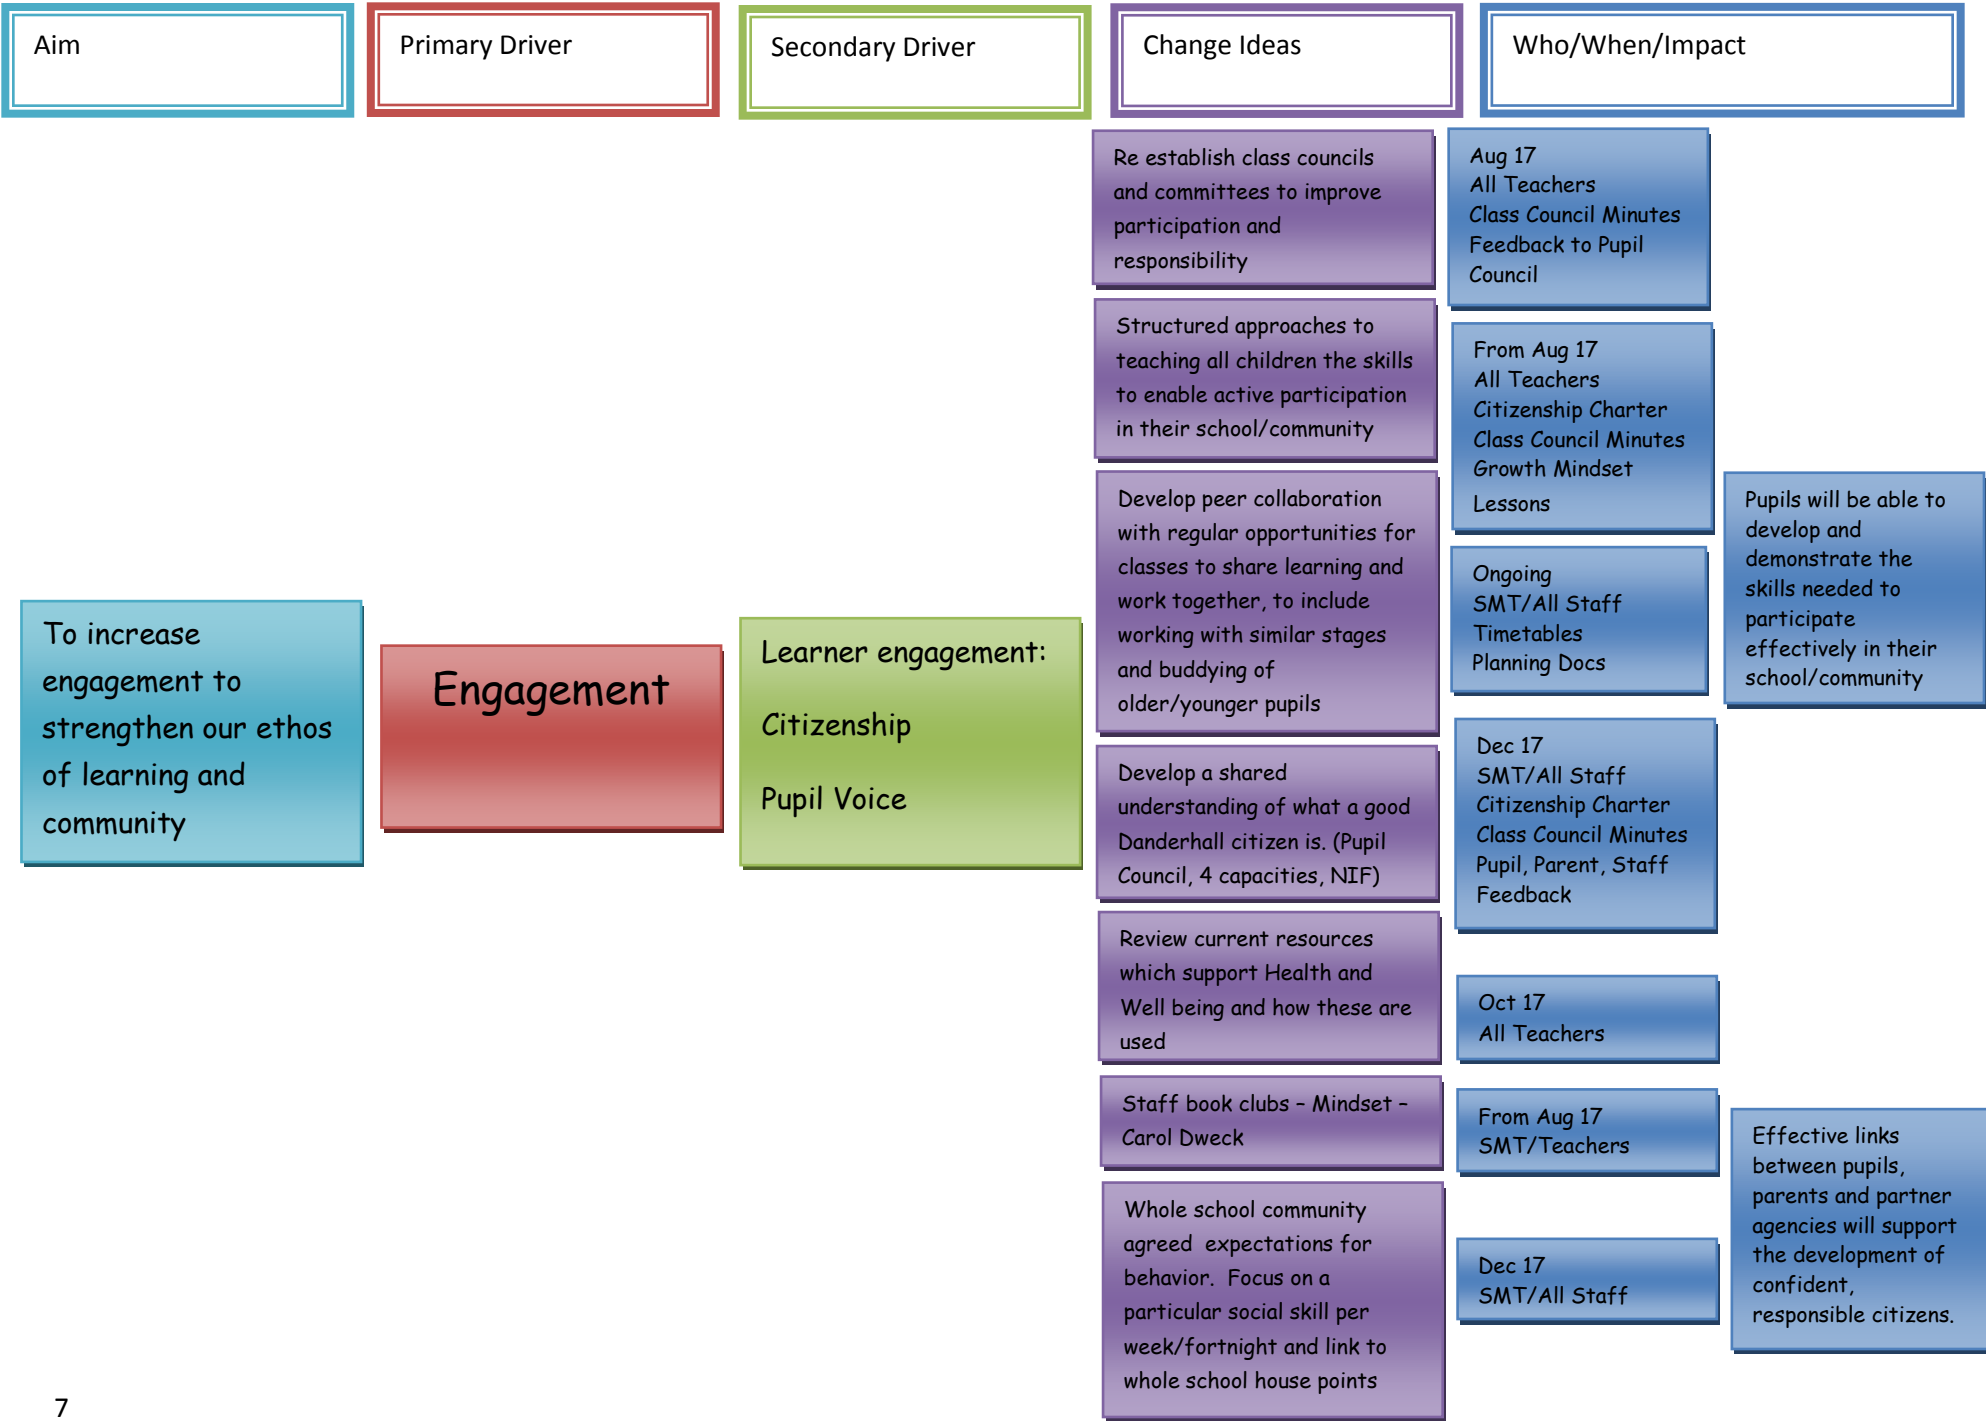 Aim
Primary Driver
Secondary Driver
Change Ideas
Who/When/Impact
To increase
engagement to
strengthen our ethos
of learning and
community
Engagement
Learner engagement:
Citizenship
Pupil Voice
Re establish class councils
and committees to improve
participation and
responsibility
Structured approaches to
teaching all children the skills
to enable active participation
in their school/community
Develop peer collaboration
with regular opportunities for
classes to share learning and
work together, to include
working with similar stages
and buddying of
older/younger pupils
Develop a shared
understanding of what a good
Danderhall citizen is. (Pupil
Council, 4 capacities, NIF)
Review current resources
which support Health and
Well being and how these are
used
Staff book clubs – Mindset –
Carol Dweck
Whole school community
agreed  expectations for
behavior.  Focus on a
particular social skill per
week/fortnight and link to
whole school house points
Aug 17
All Teachers
Class Council Minutes
Feedback to Pupil
Council
From Aug 17
All Teachers
Citizenship Charter
Class Council Minutes
Growth Mindset
Lessons
Ongoing
SMT/All Staff
Timetables
Planning Docs
Dec 17
SMT/All Staff
Citizenship Charter
Class Council Minutes
Pupil, Parent, Staff
Feedback
Oct 17
All Teachers
From Aug 17
SMT/Teachers
Dec 17
SMT/All Staff
Pupils will be able to
develop and
demonstrate the
skills needed to
participate
effectively in their
school/community
Effective links
between pupils,
parents and partner
agencies will support
the development of
confident,
responsible citizens.
7